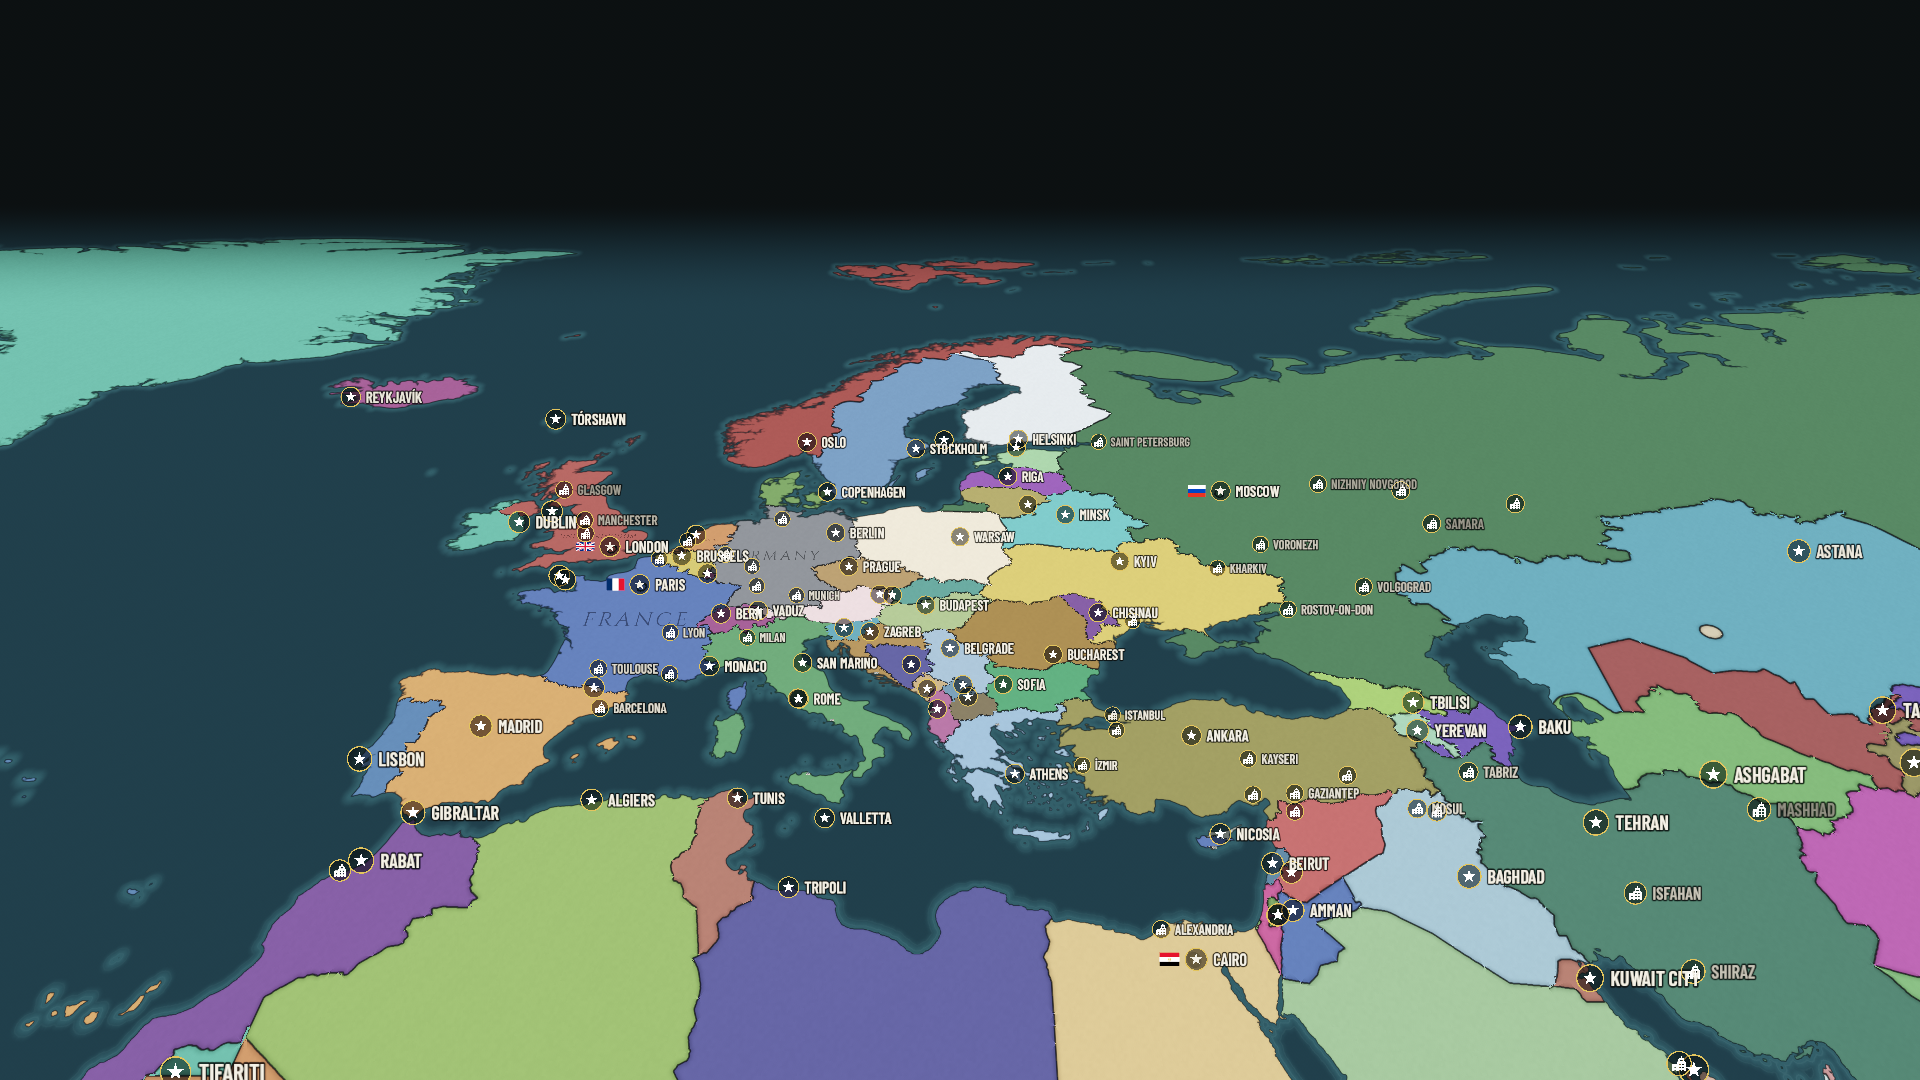 REYKJAVÍK
TÓRSHAVN
OSLO
STOCKHOLM
HELSINKI
SAINT PETERSBURG
RIGA
COPENHAGEN
MOSCOW
NIZHNIY NOVGOROD
GLASGOW
DUBLIN
MANCHESTER
MINSK
SAMARA
LONDON
BERLIN
WARSAW
VORONEZH
ASTANA
BRUSSELS
RMANY
PRAGUE
KYIV
KHARKIV
PARIS
MUNICH
VOLGOGRAD
FRANCE
BERN
VADUZ
BUDAPEST
CHIȘINĂU
ROSTOV-ON-DON
LYON
MILAN
ZAGREB
BELGRADE
BUCHAREST
TOULOUSE
MONACO
SAN MARINO
SOFIA
ROME
BARCELONA
TBILISI
TA
MADRID
ISTANBUL
ANKARA
YEREVAN
BAKU
LISBON
ATHENS
İZMIR
KAYSERI
TABRIZ
ASHGABAT
ALGIERS
TUNIS
GAZIANTEP
MOSUL
MASHHAD
GIBRALTAR
VALLETTA
NICOSIA
TEHRAN
RABAT
BEIRUT
BAGHDAD
TRIPOLI
ISFAHAN
AMMAN
ALEXANDRIA
CAIRO
KUWAIT CITY
SHIRAZ
TIFARITI